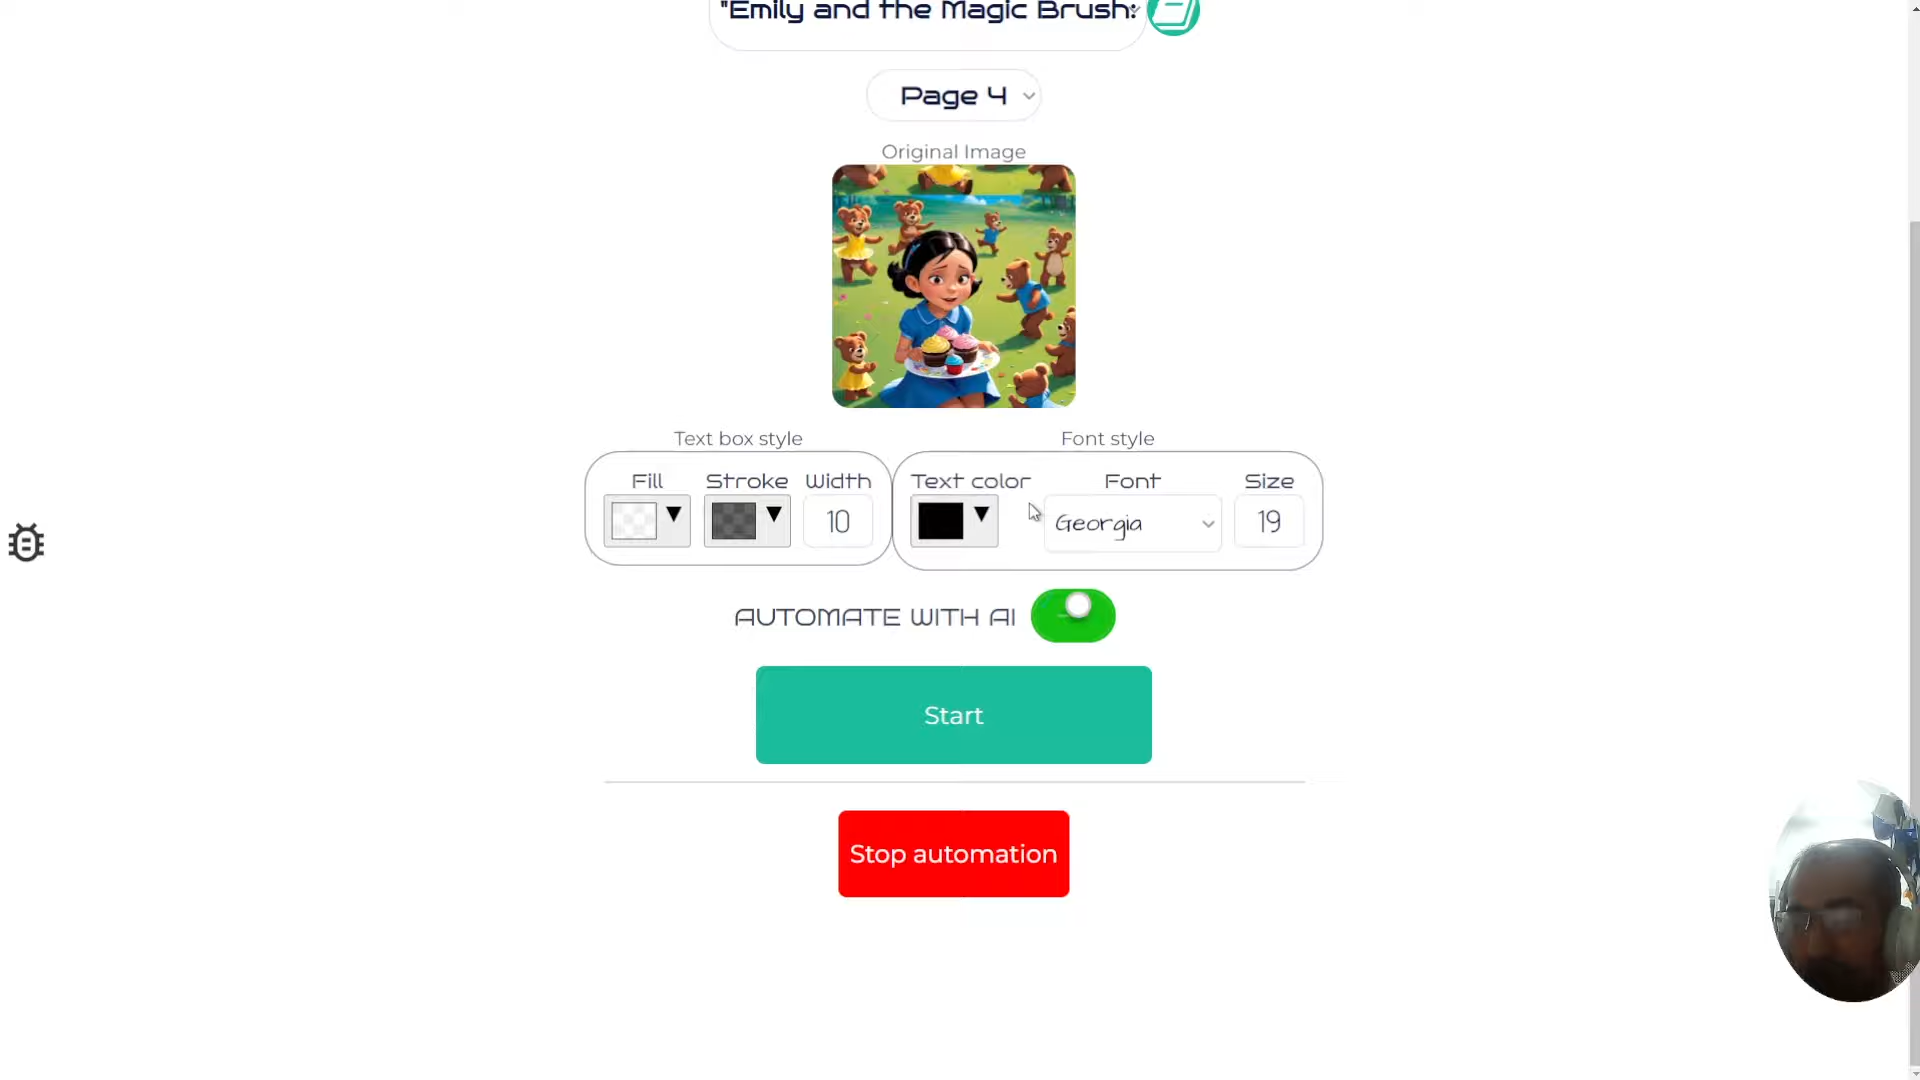 "Emily and the Magic Brush:
Page 4
Original Image
Text box style
Font style
Fill Stroke Width
Text color Font Size
10
Georgia
19
AUTOMATE WITH AI
Start
Stop automation